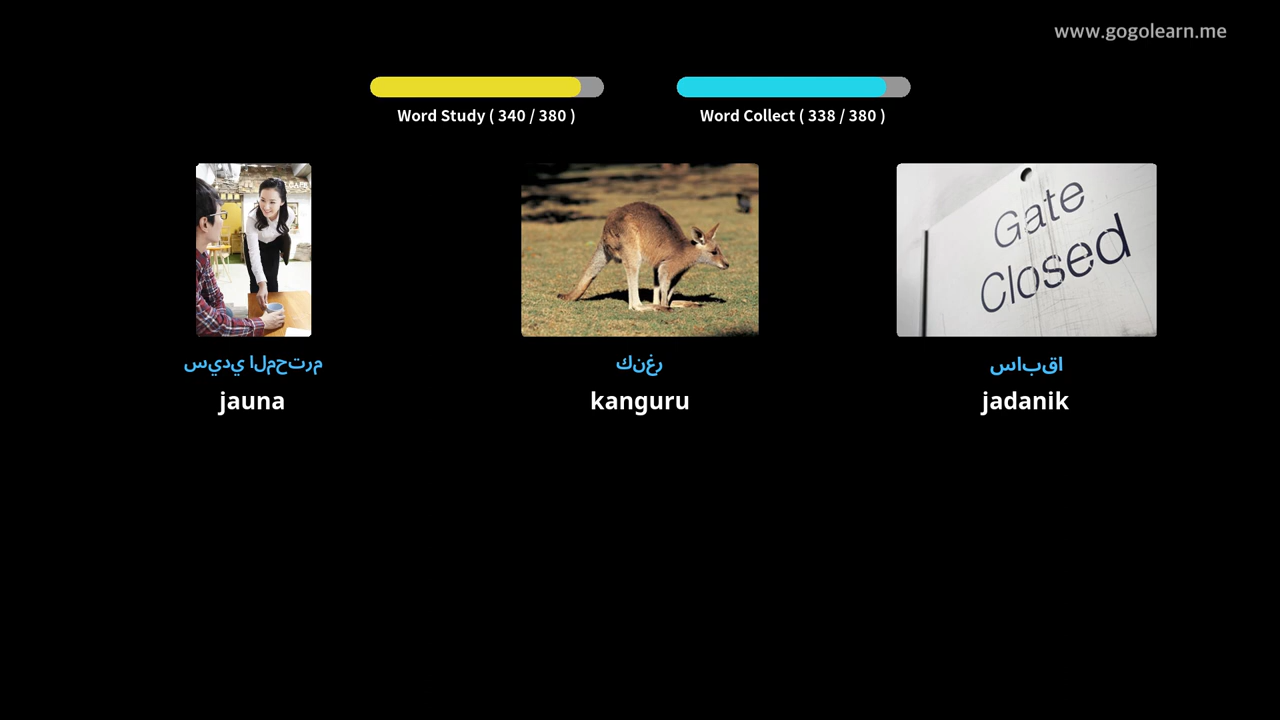 www.gogolearn.me
Word Study ( 340 / 380 )
Word Collect ( 338 / 380 )
سيدي المحترم
jauna
كنغر
kanguru
سابقا
jadanik
Gate
Closed